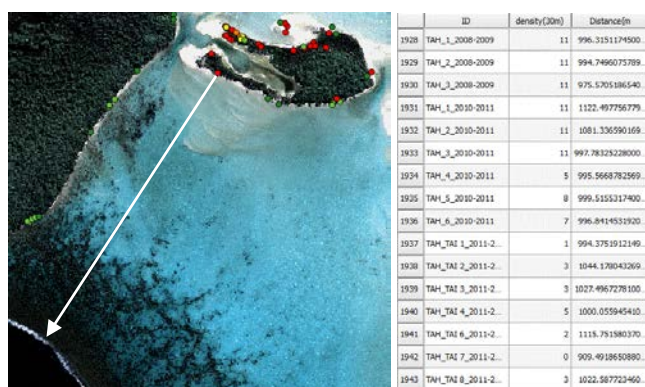 ID density(30m) Distance(m
1928 TAH_1_2008-2009 11 996.3151174500...
1929 TAH_2_2008-2009 11 994.7496075789...
1930 TAH_3_2008-2009 11 975.5705186540...
1931 TAH_1_2010-2011 11 1122.497756779...
1932 TAH_2_2010-2011 11 1081.336590169...
1933 TAH_3_2010-2011 11 997.78325228000...
1934 TAH_4_2010-2011 5 995.5668782569...
1935 TAH_5_2010-2011 8 999.5155317400...
1936 TAH_6_2010-2011 7 996.8414531920...
1937 TAH_TAI 1_2011-2... 1 994.3751912149...
1938 TAH_TAI 2_2011-2... 3 1044.178043269...
1939 TAH_TAI 3_2011-2... 3 1027.4967278100...
1940 TAH_TAI 4_2011-2... 5 1000.055945410...
1941 TAH_TAI 6_2011-2... 2 1115.751580370...
1942 TAH_TAI 7_2011-2... 0 909.4918650880...
1943 TAH_TAI 8_2011-2... 3 1022.587723460...